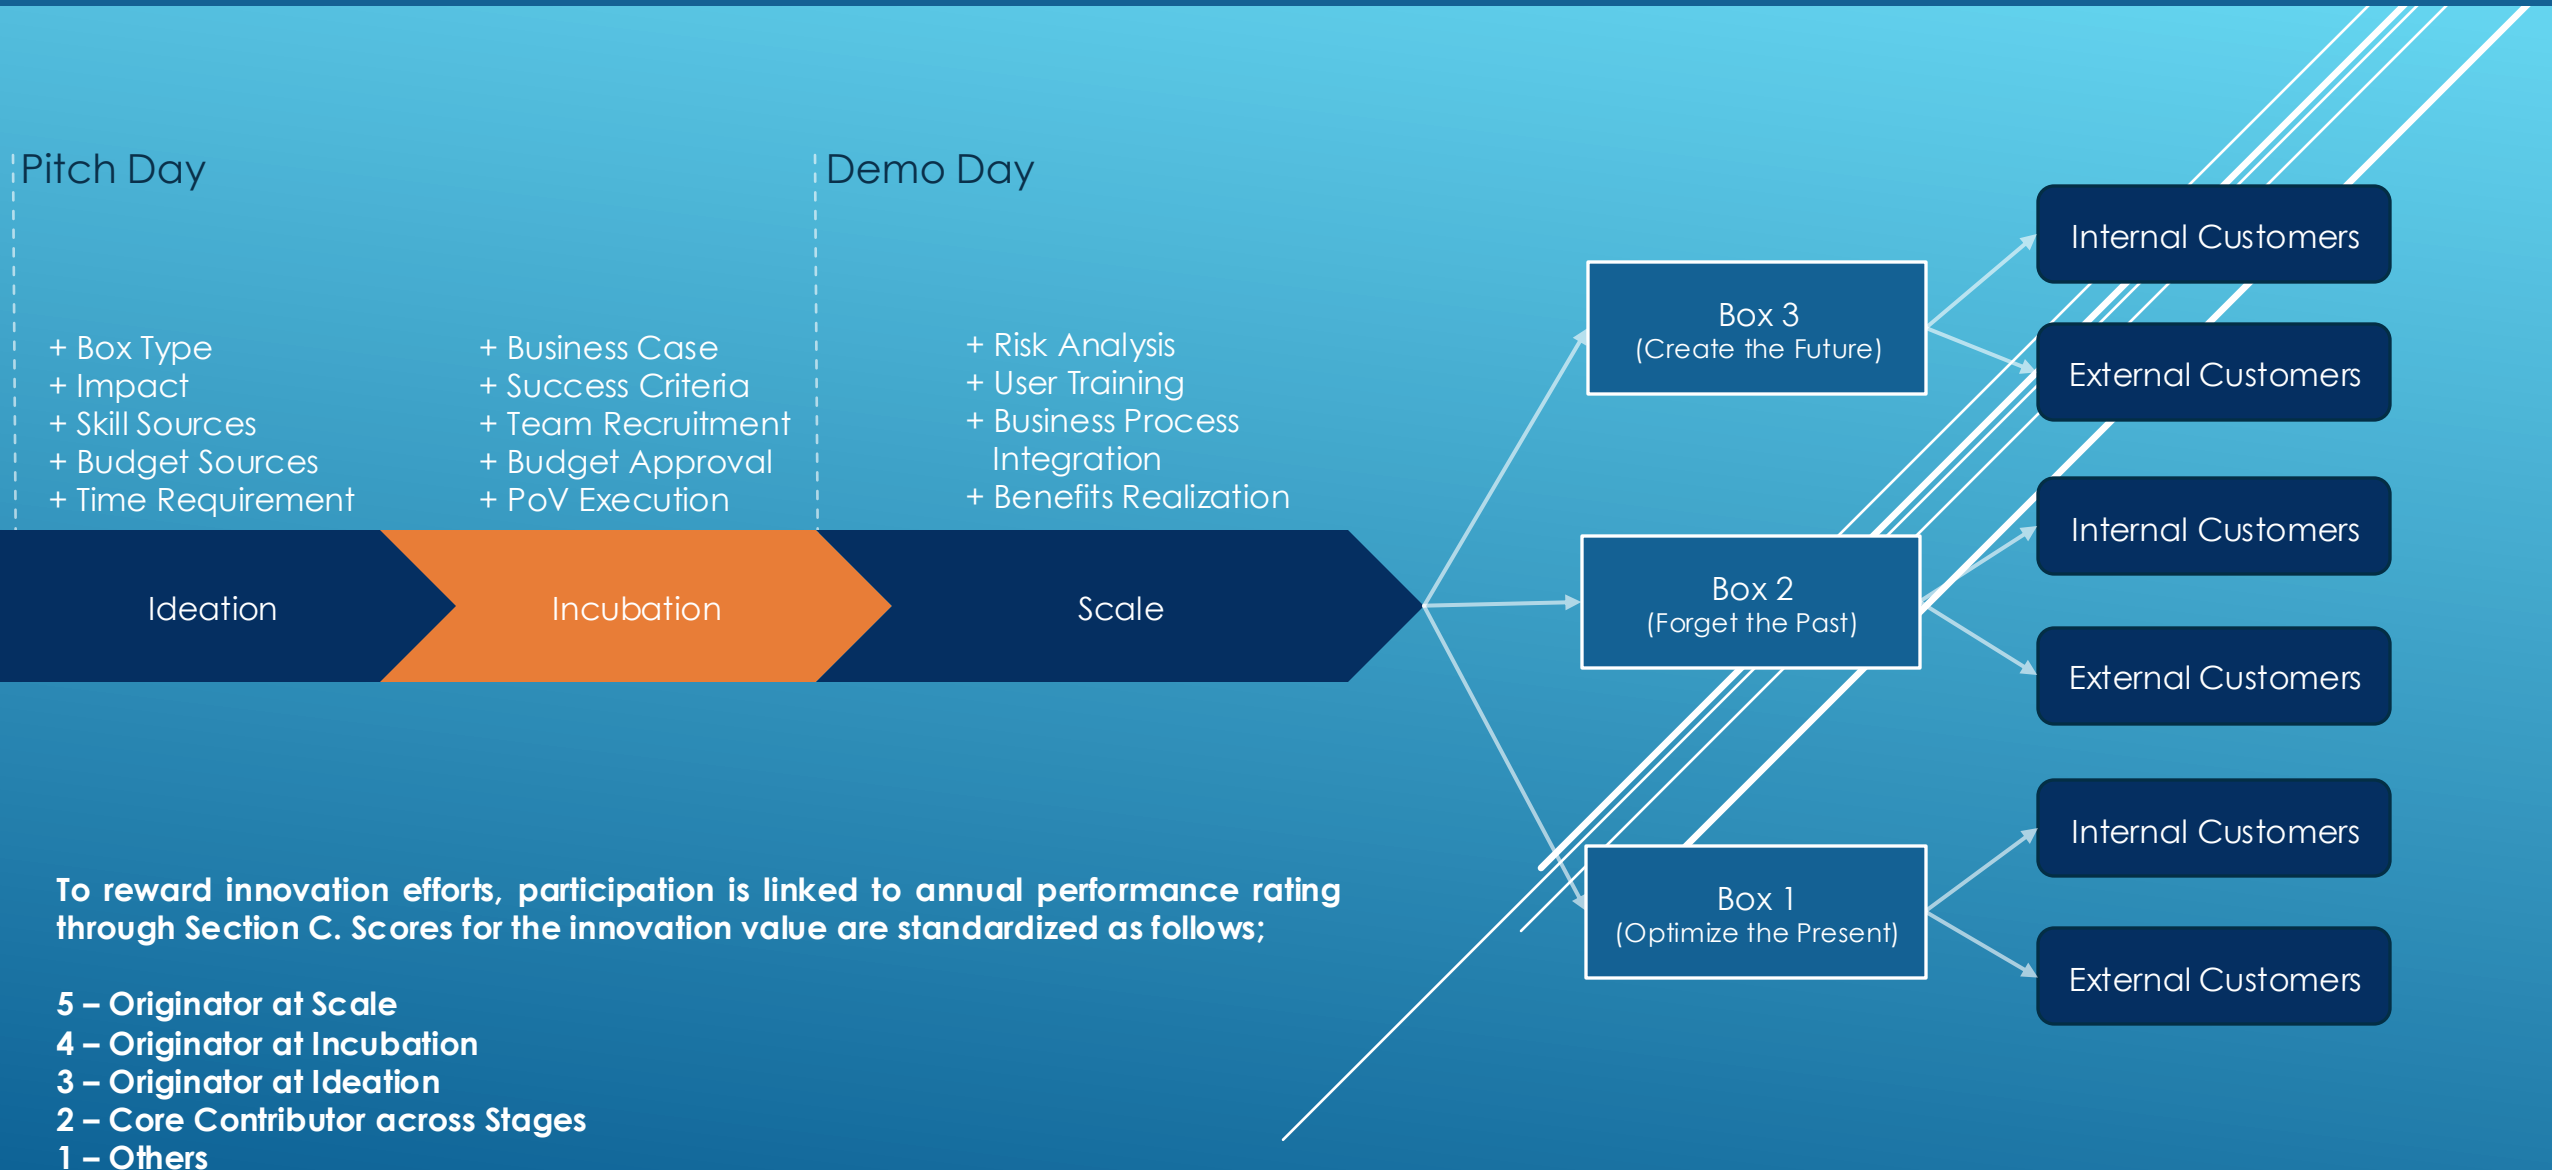 Pitch Day
Demo Day
+ Box Type
+ Impact
+ Skill Sources
+ Budget Sources
+ Time Requirement
+ Business Case
+ Success Criteria
+ Team Recruitment
+ Budget Approval
+ PoV Execution
+ Risk Analysis
+ User Training
+ Business Process
Integration
+ Benefits Realization
Ideation
Incubation
Scale
Box 3
(Create the Future)
Internal Customers
External Customers
Box 2
(Forget the Past)
Internal Customers
External Customers
Box 1
(Optimize the Present)
Internal Customers
External Customers
To reward innovation efforts, participation is linked to annual performance rating
through Section C. Scores for the innovation value are standardized as follows;
5 – Originator at Scale
4 – Originator at Incubation
3 – Originator at Ideation
2 – Core Contributor across Stages
1 – Others